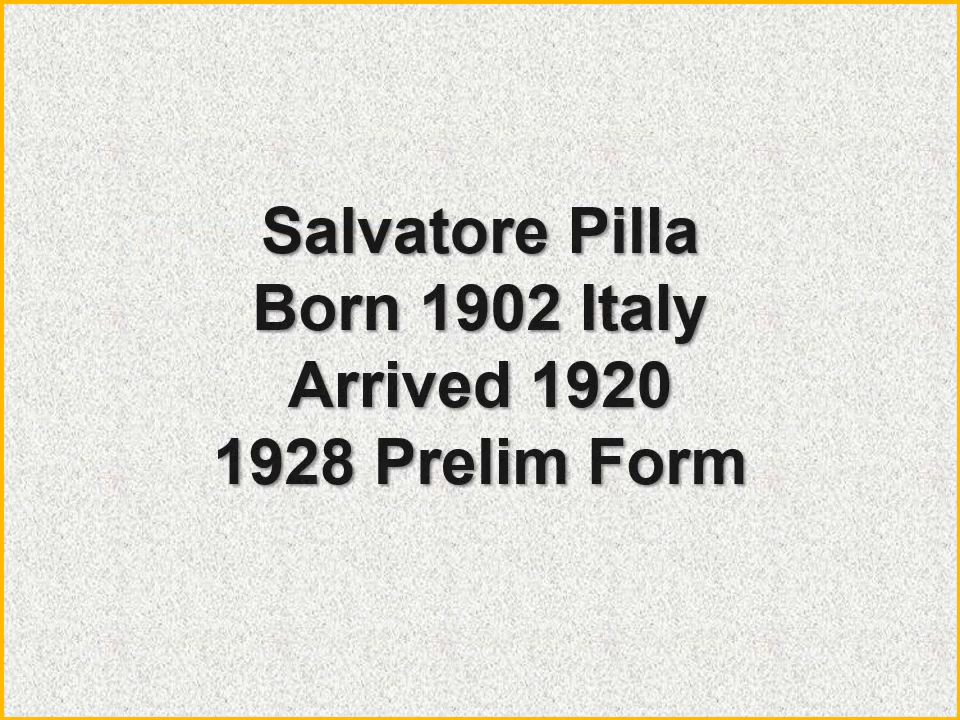 Salvatore Pilla
Born 1902 Italy
Arrived 1920
1928 Prelim Form